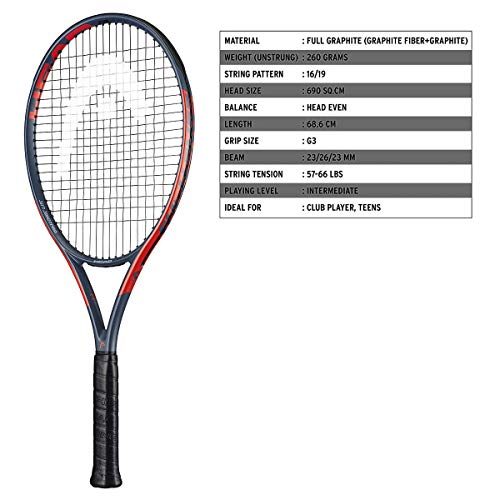 HEAD
MATERIAL : FULL GRAPHITE (GRAPHITE FIBER+GRAPHITE)
WEIGHT (UNSTRUNG) : 260 GRAMS
STRING PATTERN : 16/19
HEAD SIZE : 690 SQ.CM
BALANCE : HEAD EVEN
LENGTH : 68.6 CM
GRIP SIZE : G3
BEAM : 23/26/23 MM
STRING TENSION : 57-66 LBS
PLAYING LEVEL : INTERMEDIATE
IDEAL FOR : CLUB PLAYER, TEENS